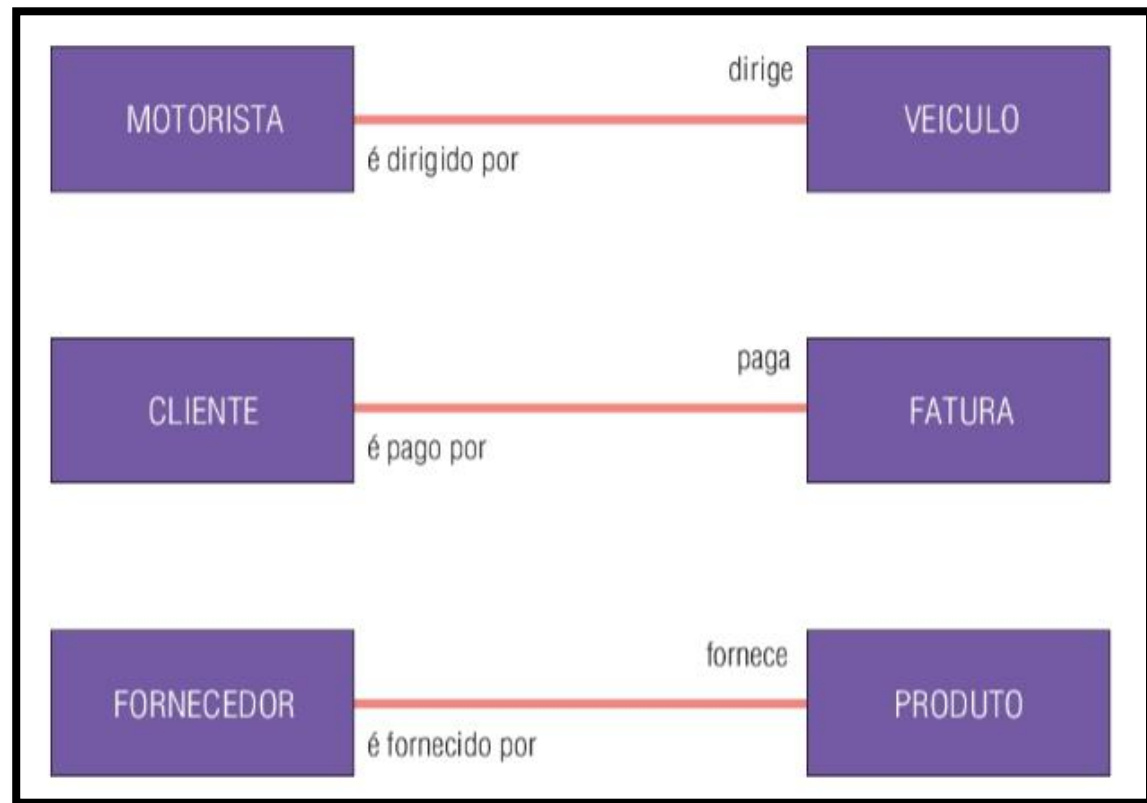 dirige
MOTORISTA
VEICULO
é dirigido por
paga
CLIENTE
FATURA
é pago por
fornece
FORNECEDOR
PRODUTO
é fornecido por